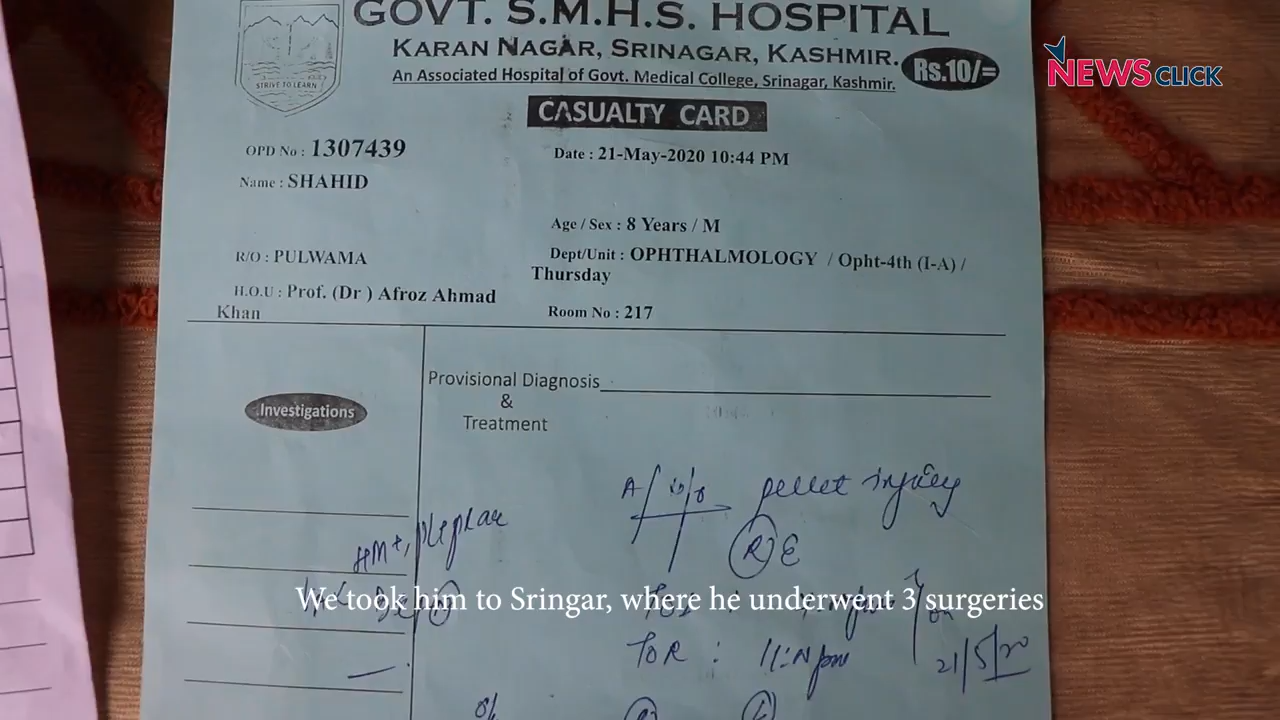 GOVT. S.M.H.S. HOSPITAL
KARAN NAGAR, SRINAGAR, KASHMIR.
An Associated Hospital of Govt. Medical College, Srinagar, Kashmir.
Rs.10/=
NEWSCLICK
STRIVE TO LEARN
CASUALTY CARD
OPD No : 1307439
Date : 21-May-2020 10:44 PM
Name : SHAHID
Age / Sex : 8 Years / M
R/O : PULWAMA
Dept/Unit : OPHTHALMOLOGY / Opht-4th (I-A) /
Thursday
H.O.U : Prof. (Dr ) Afroz Ahmad
Khan
Room No : 217
Provisional Diagnosis
&
Treatment
Investigations
pellet injury
R E
We took him to Sringar, where he underwent 3 surgeries
TOR :
21/5/20